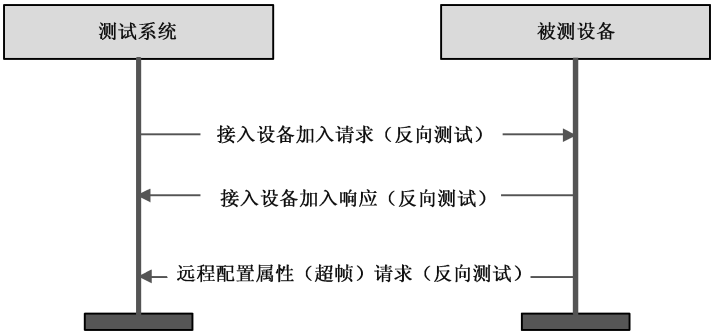 测试系统
被测设备
接入设备加入请求（反向测试）
接入设备加入响应（反向测试）
远程配置属性（超帧）请求（反向测试）